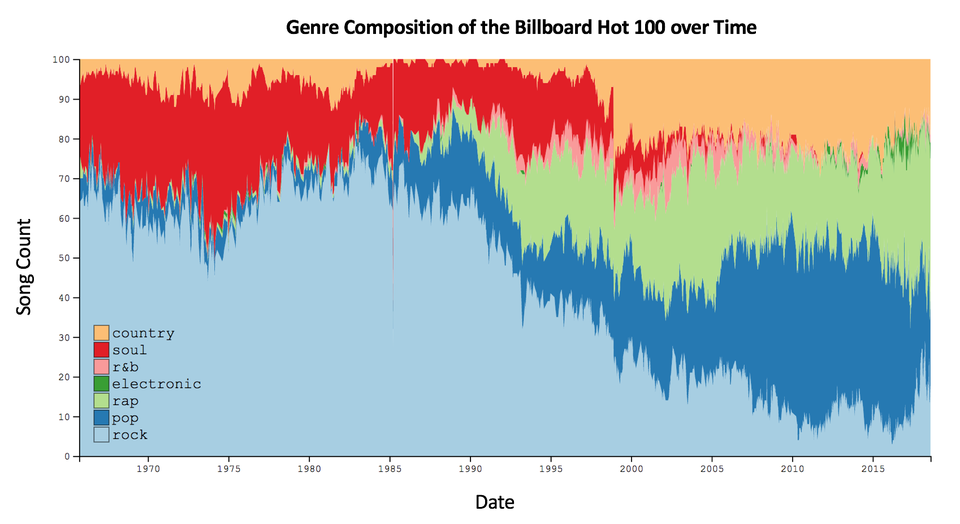 Genre Composition of the Billboard Hot 100 over Time
100
90
80
70
60
50
40
30
20
10
0
Song Count
country
soul
r&b
electronic
rap
pop
rock
1970 1975 1980 1985 1990 1995 2000 2005 2010 2015
Date